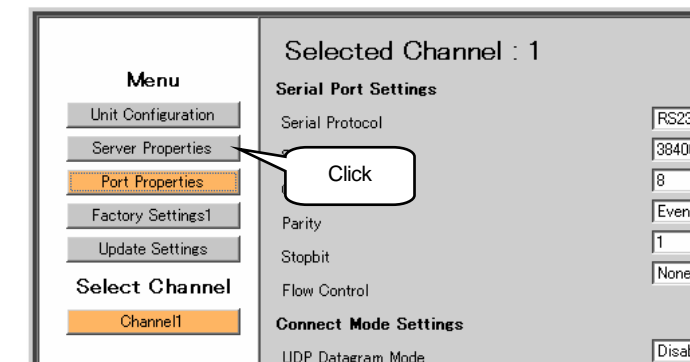 Menu
Unit Configuration
Server Properties
Port Properties
Factory Settings1
Update Settings
Select Channel
Channel1
Selected Channel : 1
Serial Port Settings
Serial Protocol RS23
Click 3840
8
Parity Even
Stopbit 1
Flow Control None
Connect Mode Settings
UDP Datagram Mode Disab